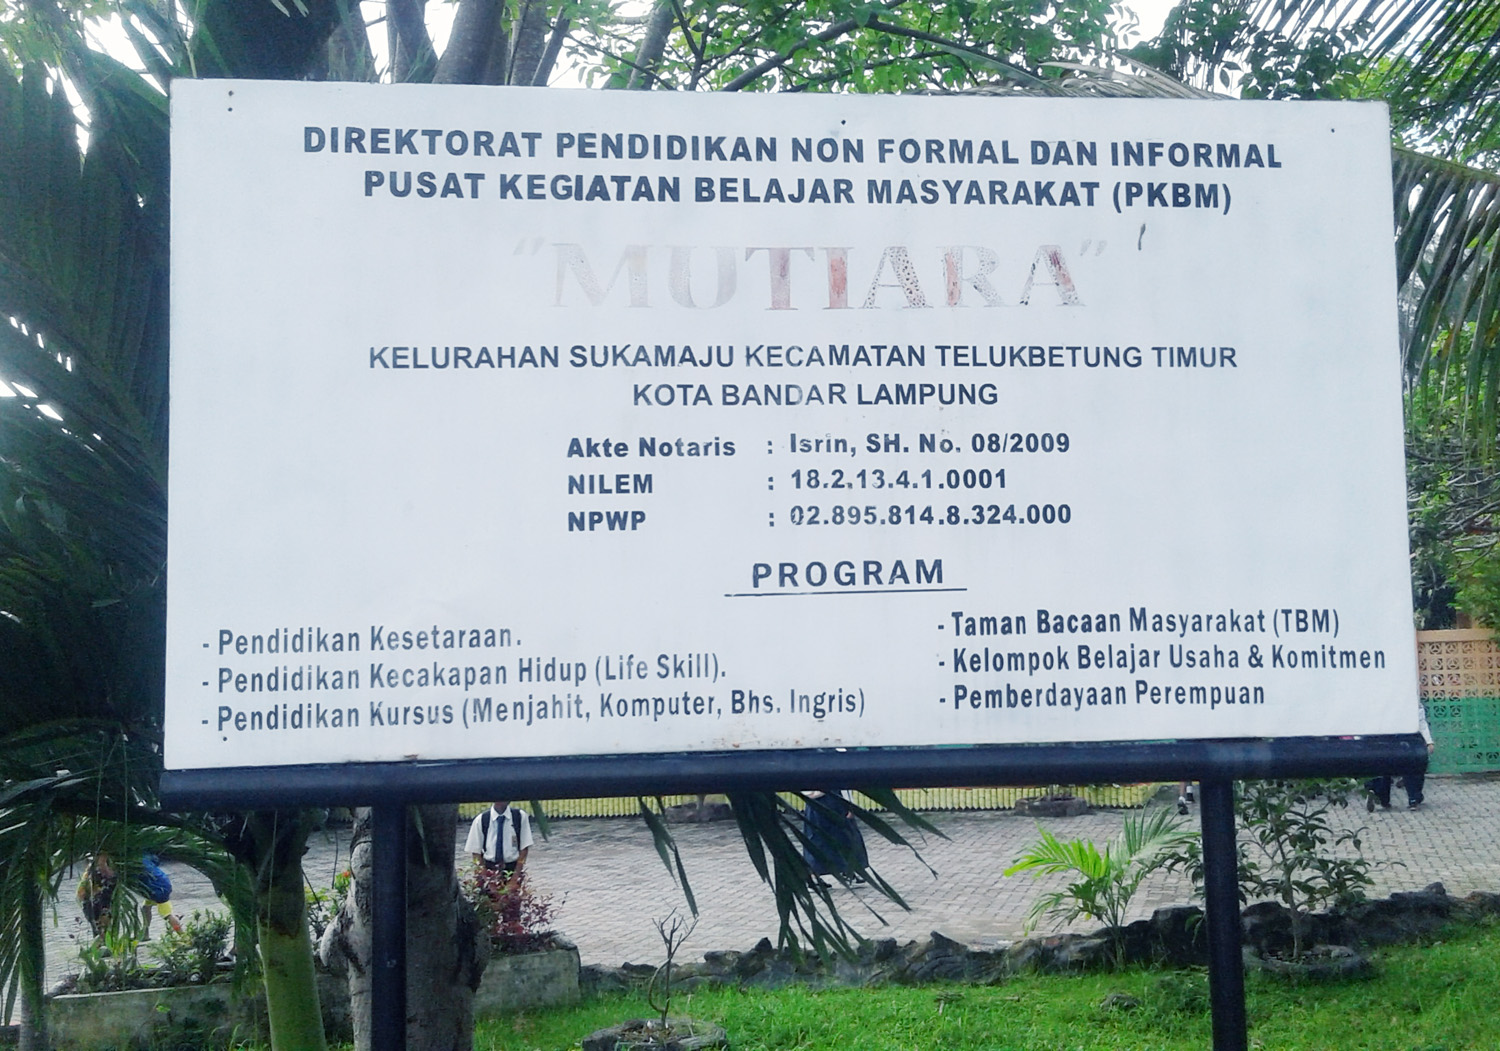 DIREKTORAT PENDIDIKAN NON FORMAL DAN INFORMAL
PUSAT KEGIATAN BELAJAR MASYARAKAT (PKBM)
"MUTIARA"
KELURAHAN SUKAMAJU KECAMATAN TELUKBETUNG TIMUR
KOTA BANDAR LAMPUNG
Akte Notaris : Isrin, SH. No. 08/2009
NILEM : 18.2.13.4.1.0001
NPWP : 02.895.814.8.324.000
PROGRAM
- Pendidikan Kesetaraan.
- Pendidikan Kecakapan Hidup (Life Skill).
- Pendidikan Kursus (Menjahit, Komputer, Bhs. Ingris)
- Taman Bacaan Masyarakat (TBM)
- Kelompok Belajar Usaha & Komitmen
- Pemberdayaan Perempuan